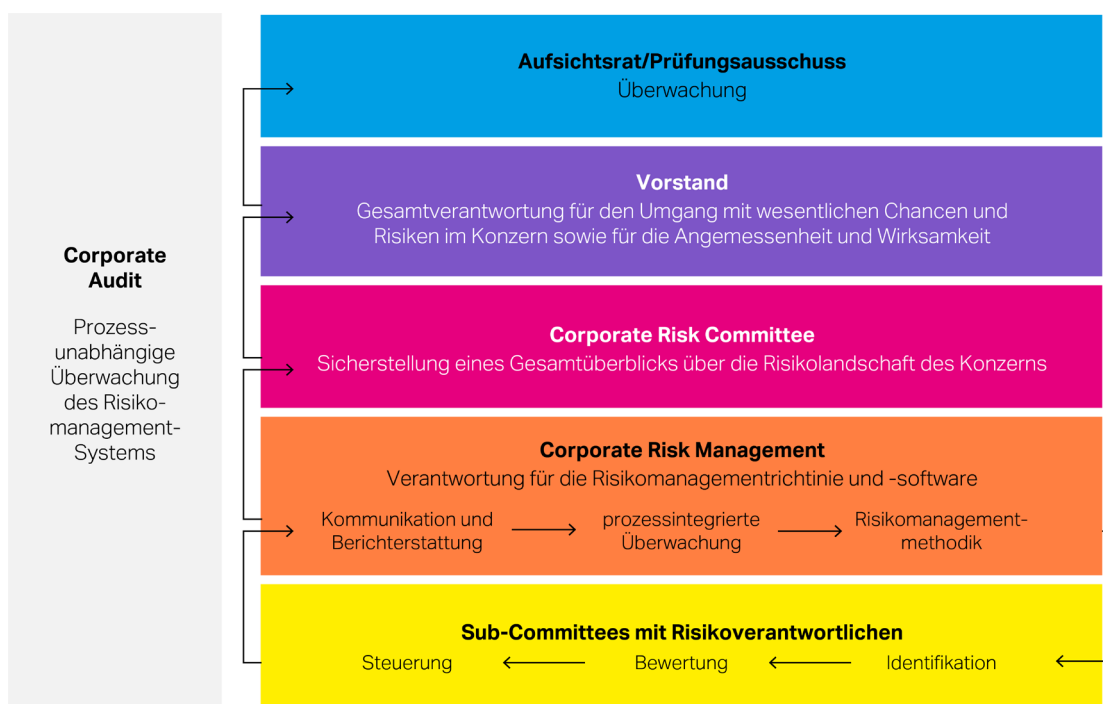 Corporate
Audit
Prozess-
unabhängige
Überwachung
des Risiko-
management-
Systems
Aufsichtsrat/Prüfungsausschuss
Überwachung
Vorstand
Gesamtverantwortung für den Umgang mit wesentlichen Chancen und
Risiken im Konzern sowie für die Angemessenheit und Wirksamkeit
Corporate Risk Committee
Sicherstellung eines Gesamtüberblicks über die Risikolandschaft des Konzerns
Corporate Risk Management
Verantwortung für die Risikomanagementrichtinie und -software
Kommunikation und
Berichterstattung
prozessintegrierte
Überwachung
Risikomanagement-
methodik
Sub-Committees mit Risikoverantwortlichen
Steuerung
Bewertung
Identifikation